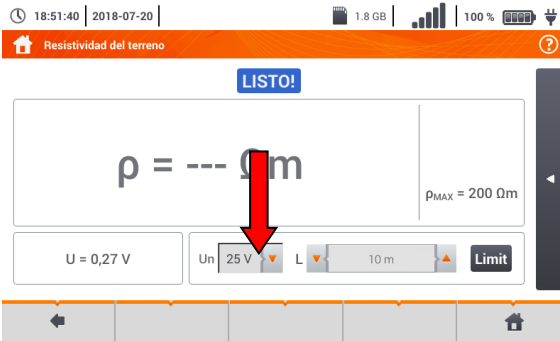 18:51:40 2018-07-20 1.8 GB 100 %
Resistividad del terreno ?
LISTO!
ρ = --- Ωm
ρMAX = 200 Ωm
U = 0,27 V Un 25 V L 10 m Limit